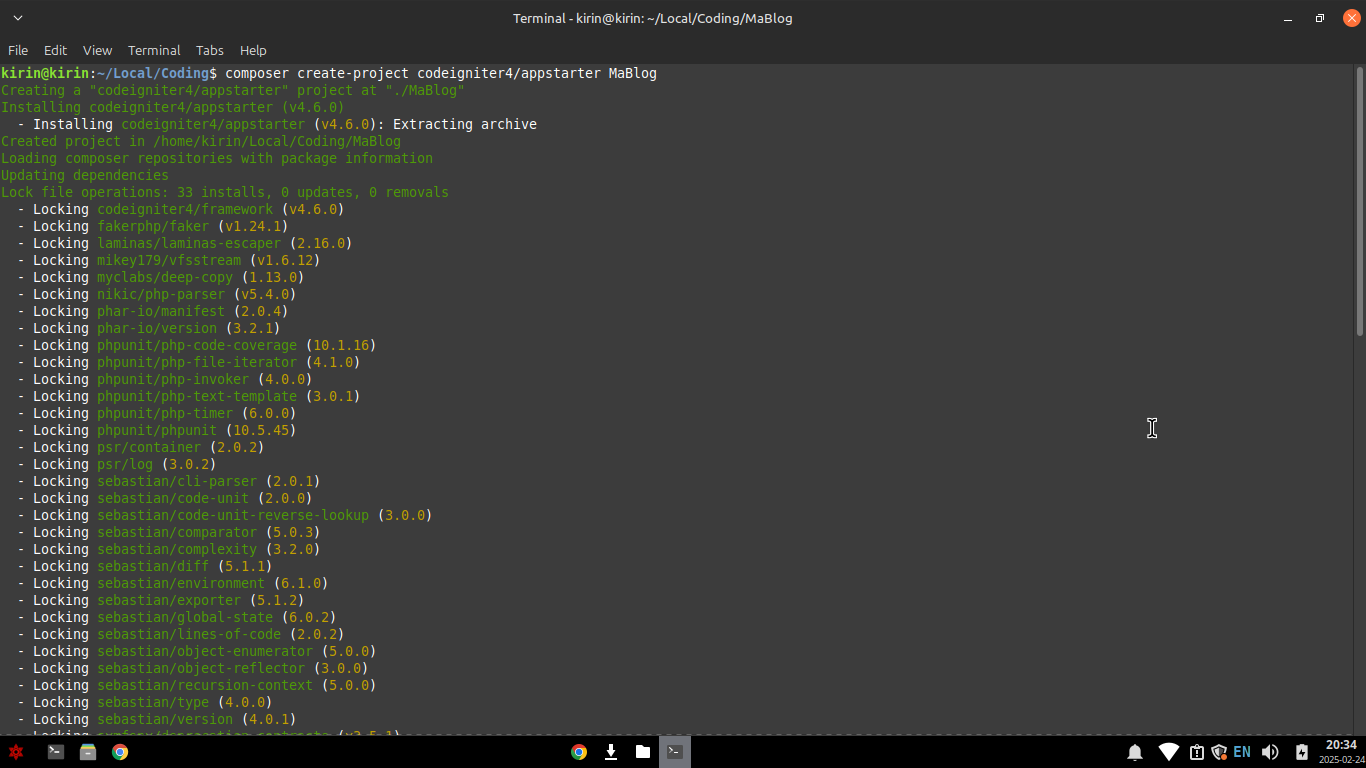 Terminal - kirin@kirin: ~/Local/Coding/MaBlog
File Edit View Terminal Tabs Help
kirin@kirin:~/Local/Coding$ composer create-project codeigniter4/appstarter MaBlog
Creating a "codeigniter4/appstarter" project at "./MaBlog"
Installing codeigniter4/appstarter (v4.6.0)
  - Installing codeigniter4/appstarter (v4.6.0): Extracting archive
Created project in /home/kirin/Local/Coding/MaBlog
Loading composer repositories with package information
Updating dependencies
Lock file operations: 33 installs, 0 updates, 0 removals
  - Locking codeigniter4/framework (v4.6.0)
  - Locking fakerphp/faker (v1.24.1)
  - Locking laminas/laminas-escaper (2.16.0)
  - Locking mikey179/vfsstream (v1.6.12)
  - Locking myclabs/deep-copy (1.13.0)
  - Locking nikic/php-parser (v5.4.0)
  - Locking phar-io/manifest (2.0.4)
  - Locking phar-io/version (3.2.1)
  - Locking phpunit/php-code-coverage (10.1.16)
  - Locking phpunit/php-file-iterator (4.1.0)
  - Locking phpunit/php-invoker (4.0.0)
  - Locking phpunit/php-text-template (3.0.1)
  - Locking phpunit/php-timer (6.0.0)
  - Locking phpunit/phpunit (10.5.45)
  - Locking psr/container (2.0.2)
  - Locking psr/log (3.0.2)
  - Locking sebastian/cli-parser (2.0.1)
  - Locking sebastian/code-unit (2.0.0)
  - Locking sebastian/code-unit-reverse-lookup (3.0.0)
  - Locking sebastian/comparator (5.0.3)
  - Locking sebastian/complexity (3.2.0)
  - Locking sebastian/diff (5.1.1)
  - Locking sebastian/environment (6.1.0)
  - Locking sebastian/exporter (5.1.2)
  - Locking sebastian/global-state (6.0.2)
  - Locking sebastian/lines-of-code (2.0.2)
  - Locking sebastian/object-enumerator (5.0.0)
  - Locking sebastian/object-reflector (3.0.0)
  - Locking sebastian/recursion-context (5.0.0)
  - Locking sebastian/type (4.0.0)
  - Locking sebastian/version (4.0.1)
EN
20:34
2025-02-24